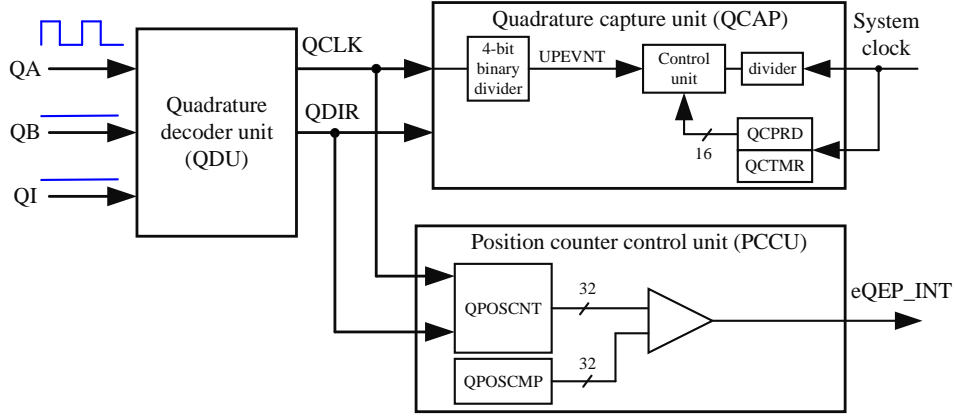 Quadrature capture unit (QCAP)
System
clock
QCLK
4-bit
binary
divider
UPEVNT
Control
unit
divider
QA
Quadrature
decoder unit
(QDU)
QDIR
QB
16
QCPRD
QCTMR
QI
Position counter control unit (PCCU)
QPOSCNT
32
eQEP_INT
QPOSCMP
32